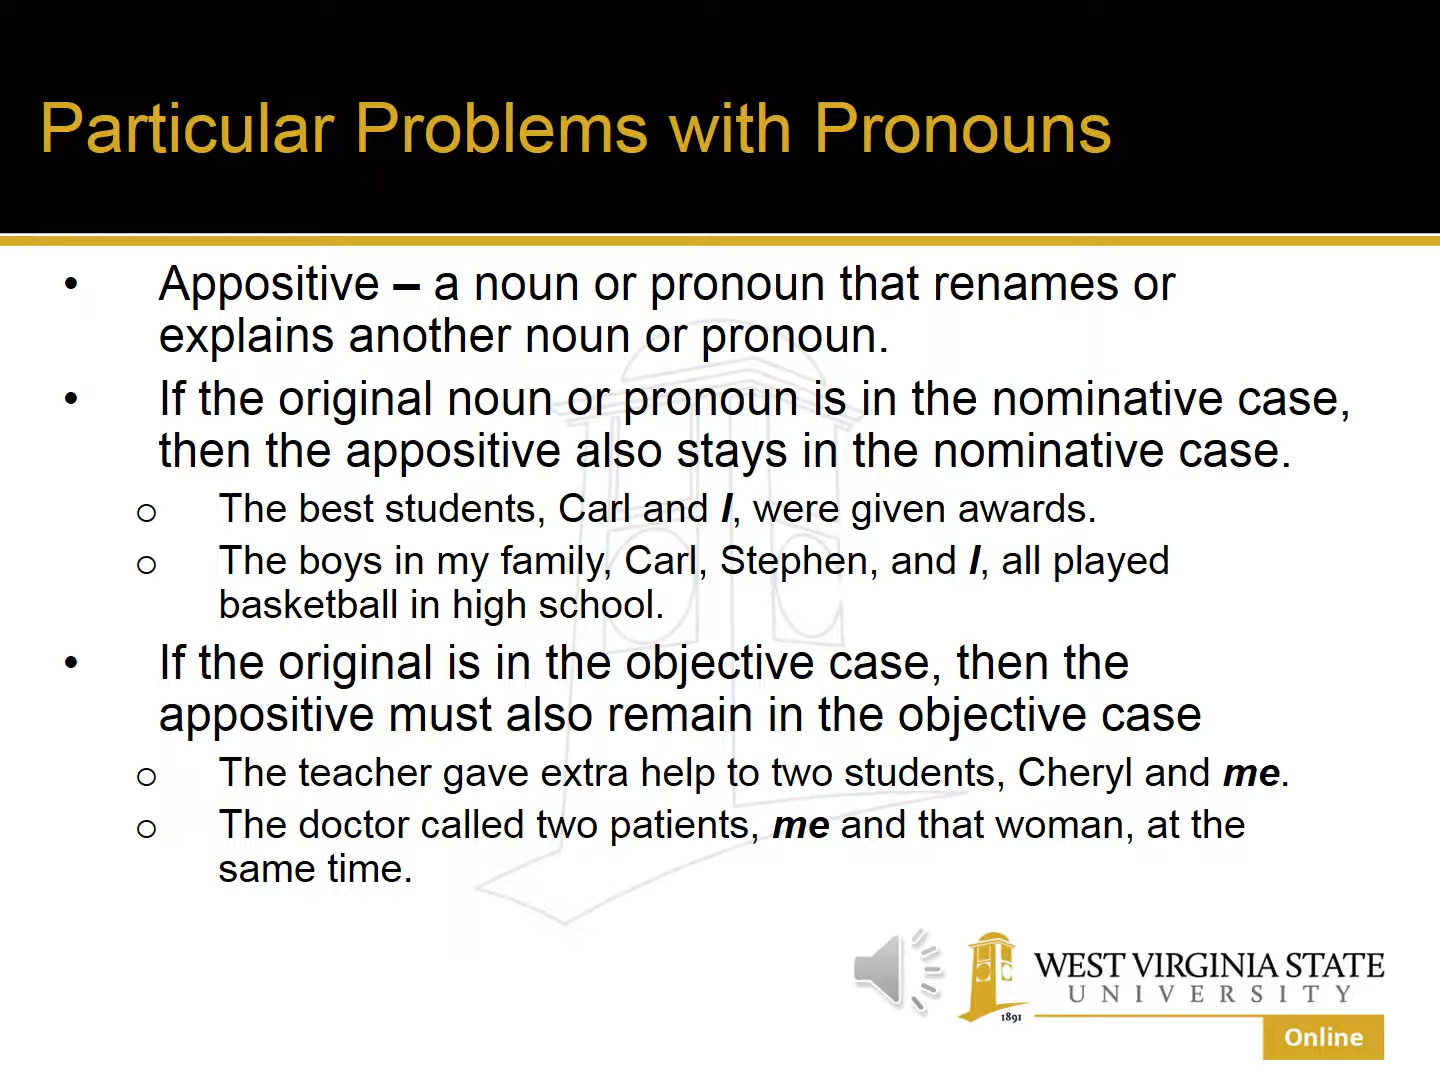 Particular Problems with Pronouns
• Appositive – a noun or pronoun that renames or
explains another noun or pronoun.
• If the original noun or pronoun is in the nominative case,
then the appositive also stays in the nominative case.
o The best students, Carl and I, were given awards.
o The boys in my family, Carl, Stephen, and I, all played
basketball in high school.
• If the original is in the objective case, then the
appositive must also remain in the objective case
o The teacher gave extra help to two students, Cheryl and me.
o The doctor called two patients, me and that woman, at the
same time.
WEST VIRGINIA STATE
UNIVERSITY
1891
Online